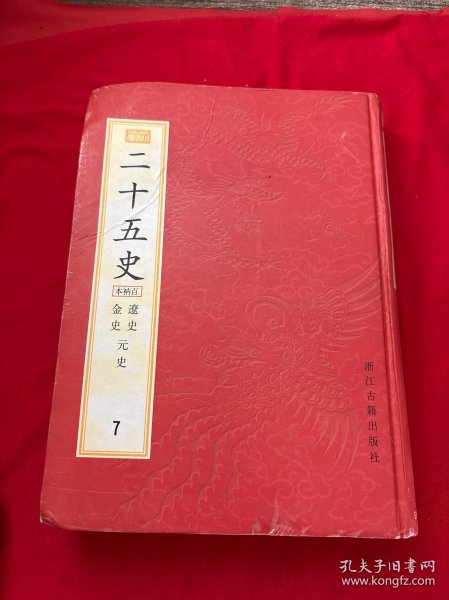 二十五史
百衲本
遼史
金史
元史
7
浙江古籍出版社
孔夫子旧书网
www.kongfz.com